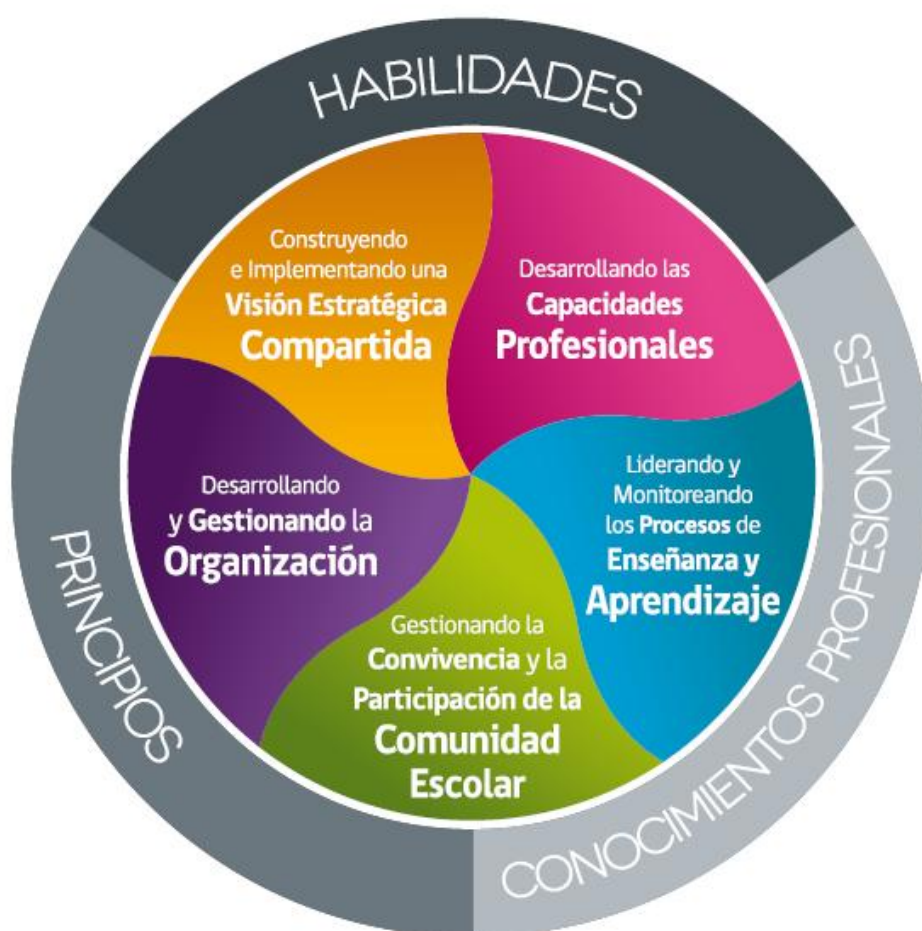 HABILIDADES
Construyendo
e Implementando una
Visión Estratégica
Compartida
Desarrollando las
Capacidades
Profesionales
Liderando y
Monitoreando
los Procesos de
Enseñanza y
Aprendizaje
Gestionando la
Convivencia y la
Participación de la
Comunidad
Escolar
Desarrollando
y Gestionando la
Organización
PRINCIPIOS
CONOCIMIENTOS PROFESIONALES